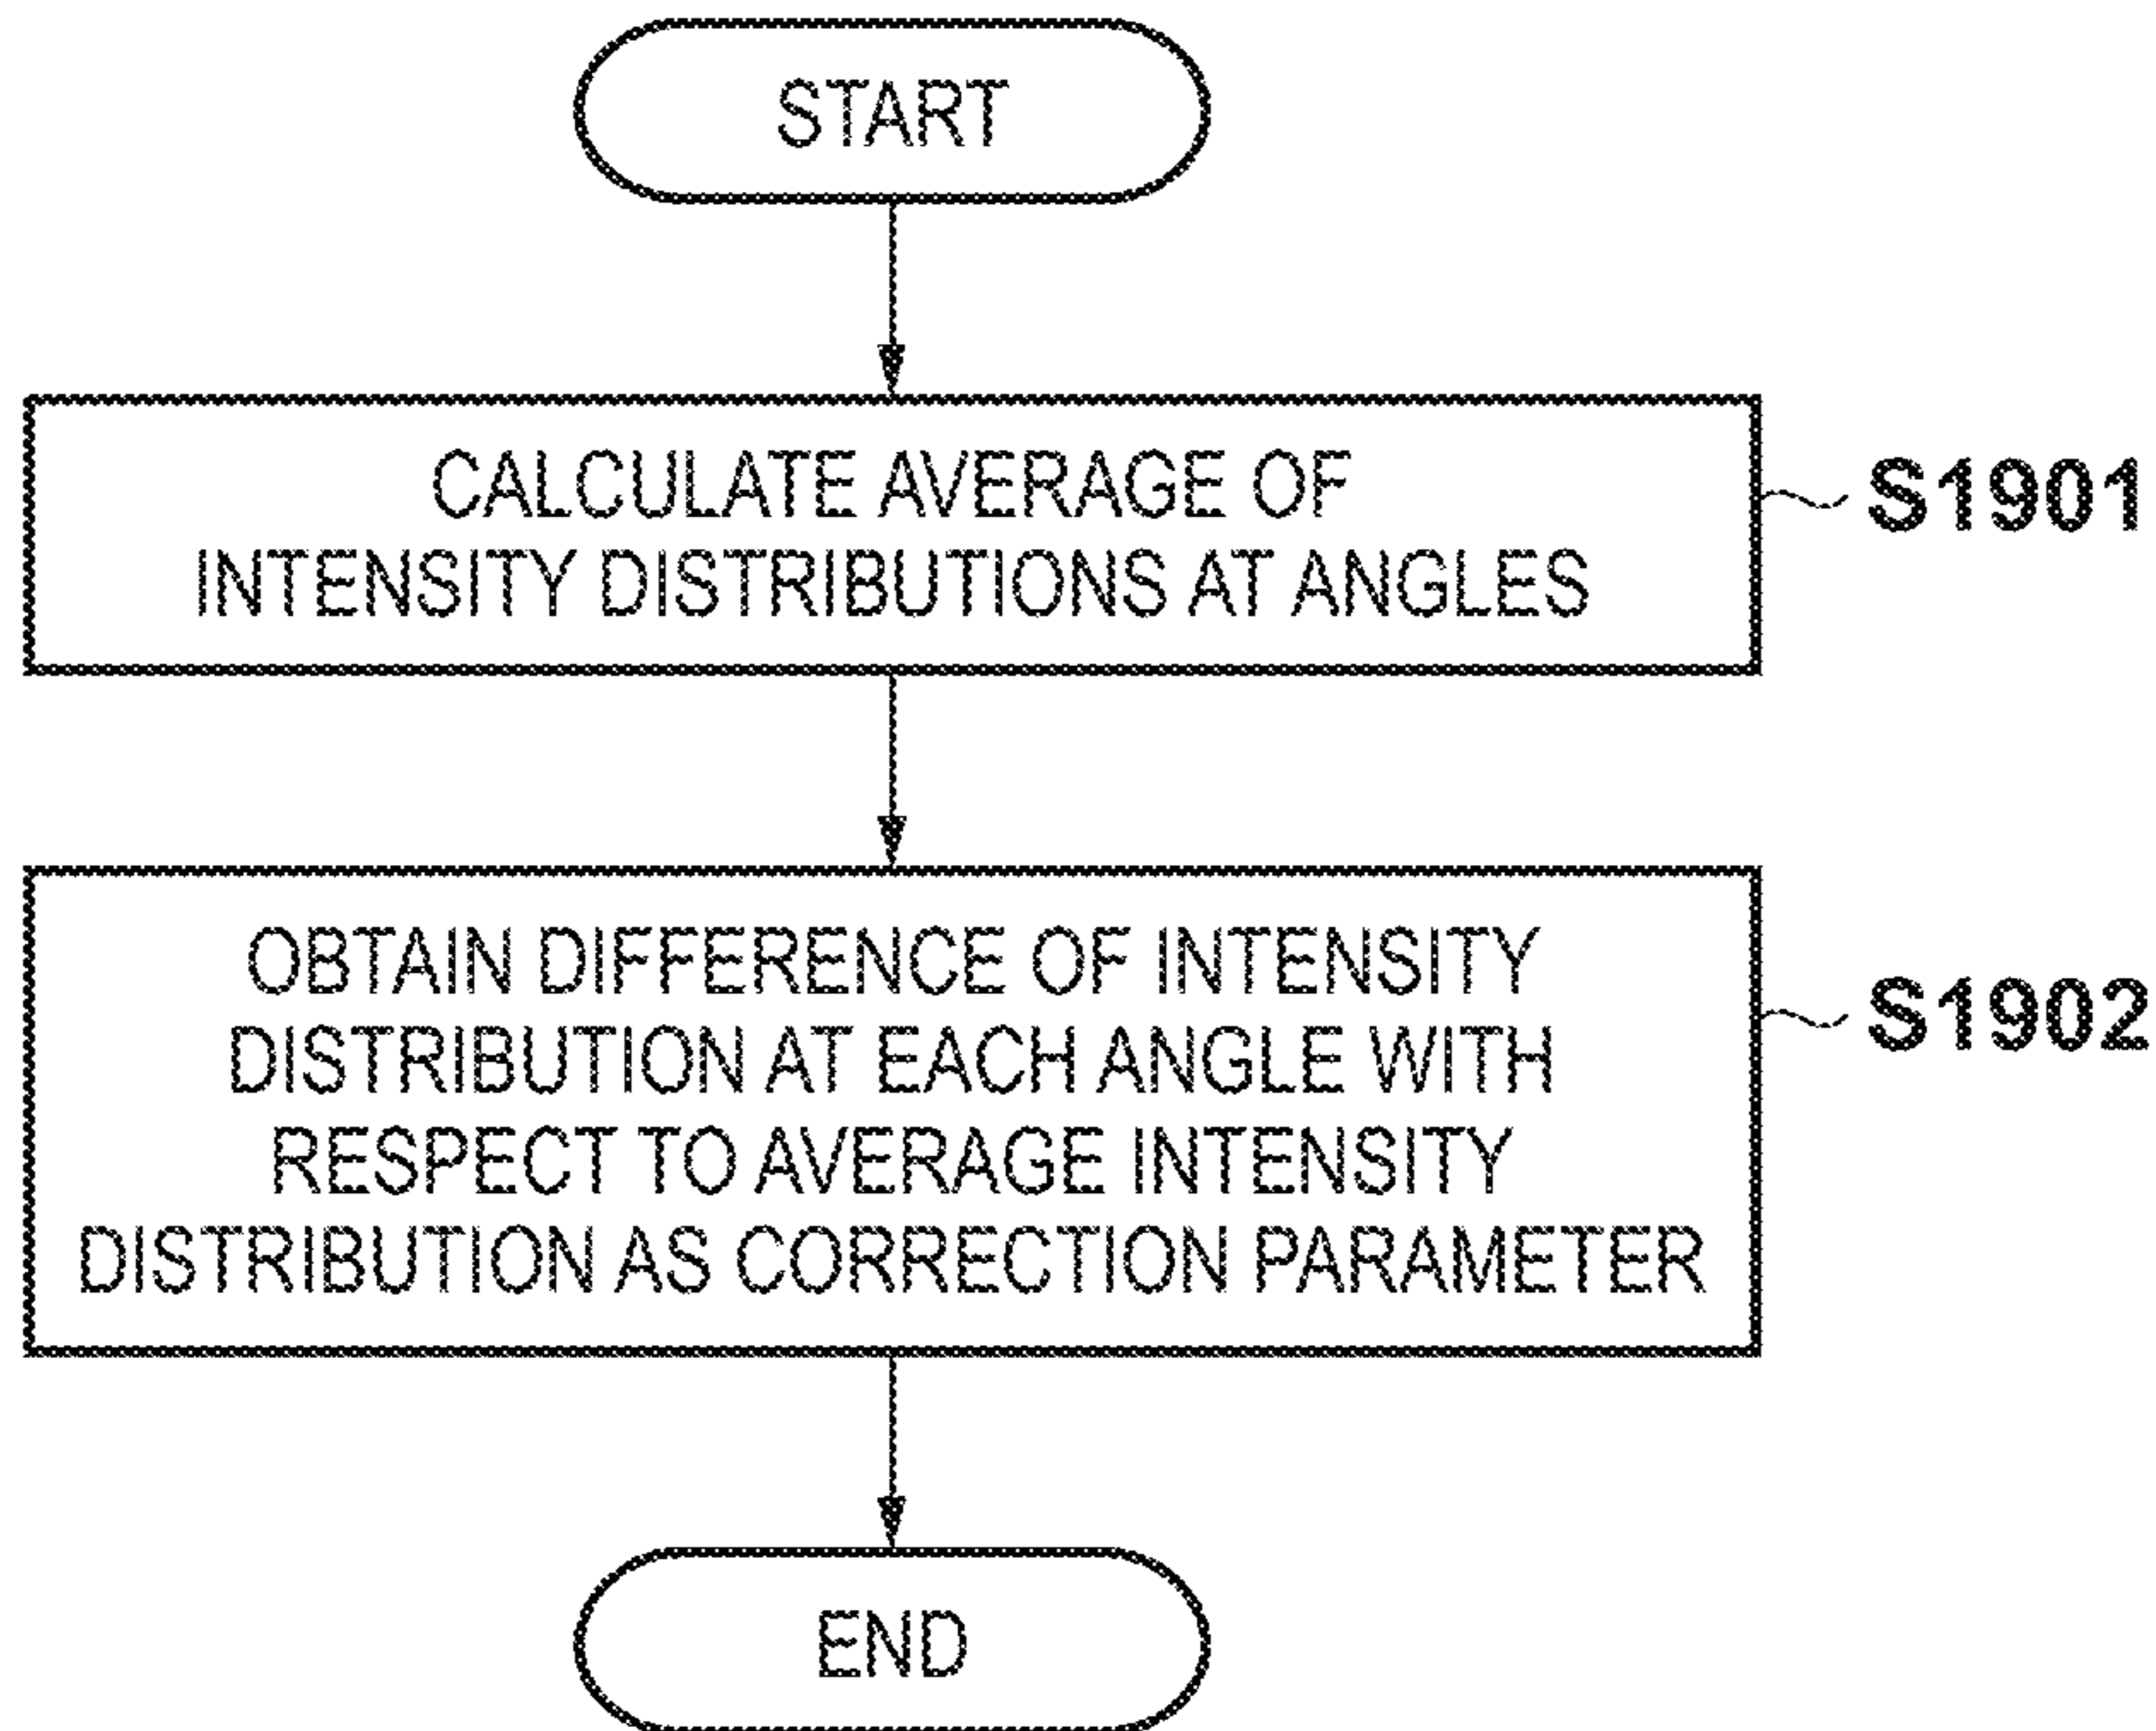 START
CALCULATE AVERAGE OF
INTENSITY DISTRIBUTIONS AT ANGLES
S1901
OBTAIN DIFFERENCE OF INTENSITY
DISTRIBUTION AT EACH ANGLE WITH
RESPECT TO AVERAGE INTENSITY
DISTRIBUTION AS CORRECTION PARAMETER
S1902
END